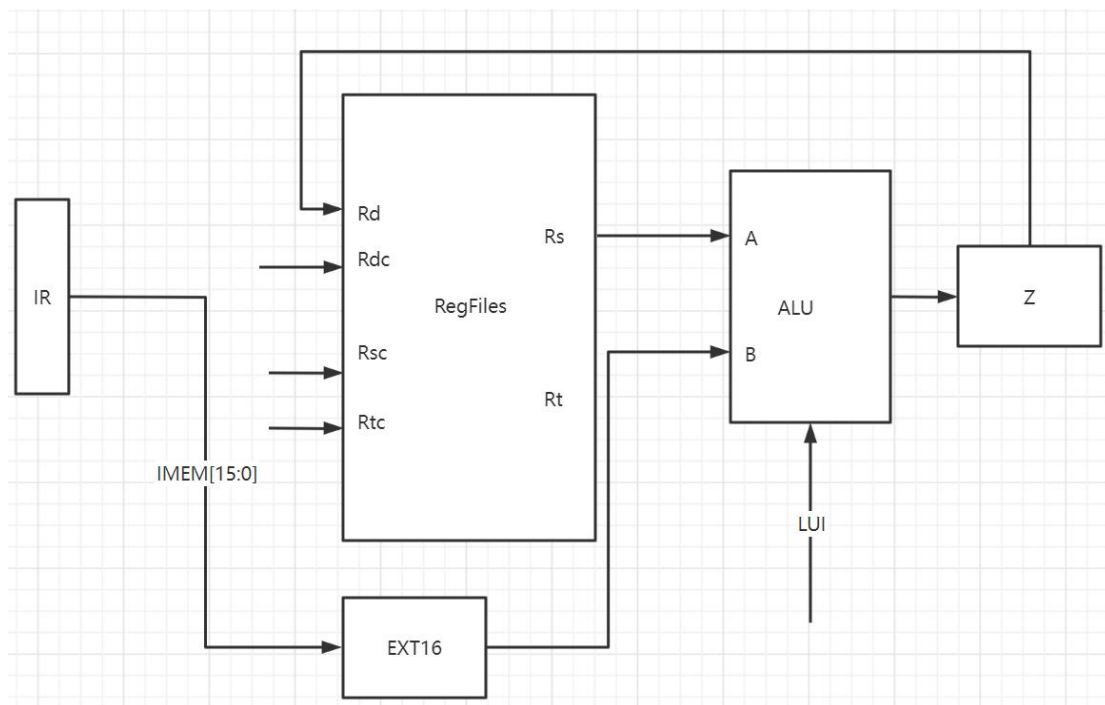 IR
IMEM[15:0]
Rd
Rdc
Rsc
Rtc
RegFiles
Rs
Rt
EXT16
A
B
ALU
LUI
Z